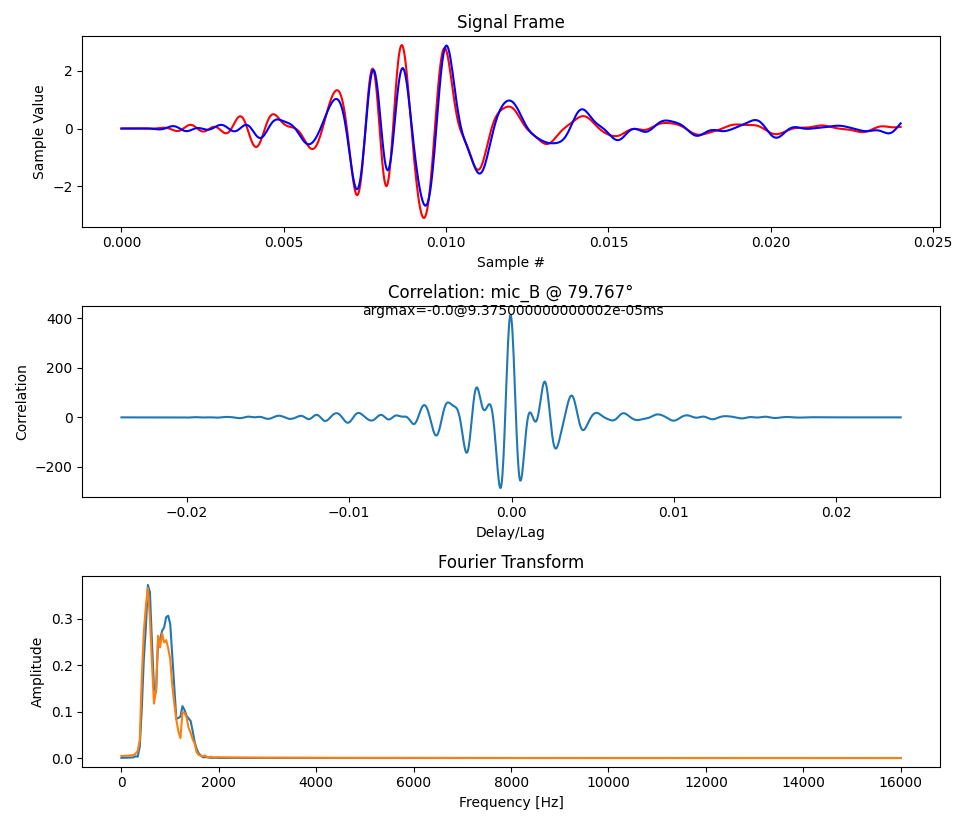 Signal Frame
Sample Value
2
0
−2
0.000 0.005 0.010 0.015 0.020 0.025
Sample #
Correlation: mic_B @ 79.767°
argmax=-0.0@9.375000000000002e-05ms
Correlation
400
200
0
−200
−0.02 −0.01 0.00 0.01 0.02
Delay/Lag
Fourier Transform
Amplitude
0.3
0.2
0.1
0.0
0 2000 4000 6000 8000 10000 12000 14000 16000
Frequency [Hz]